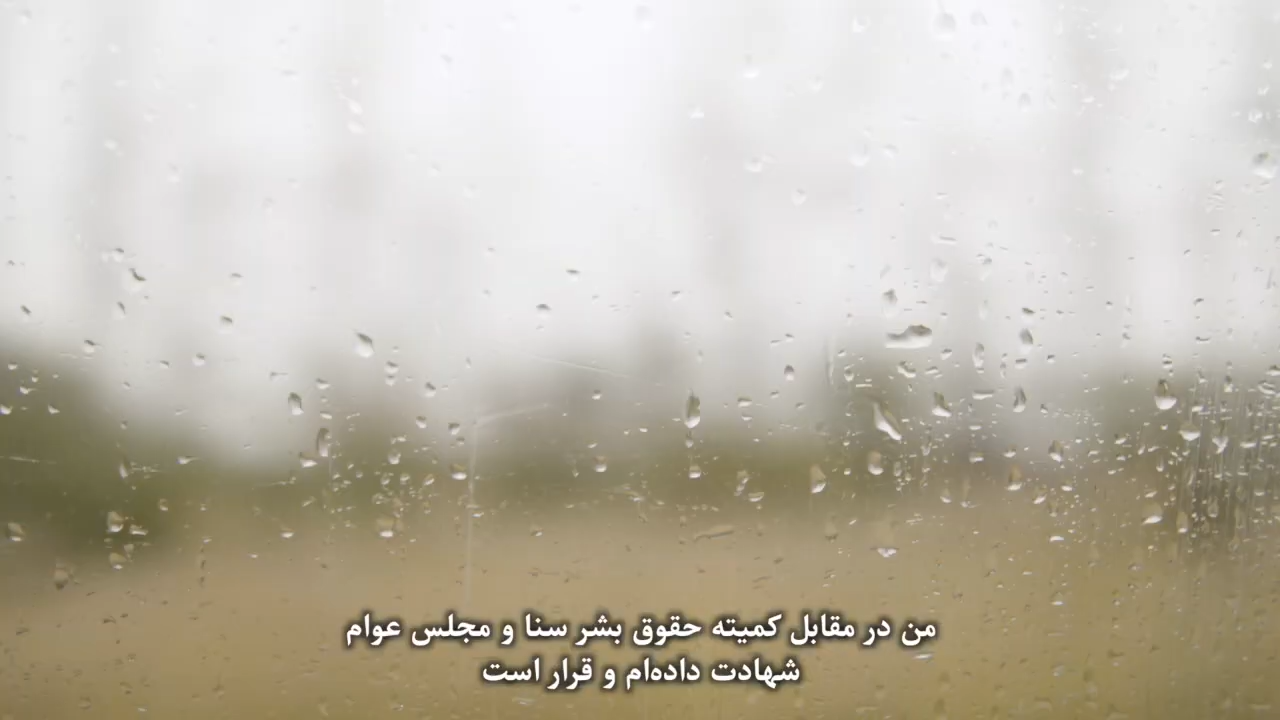 من در مقابل کمیته حقوق بشر سنا و مجلس عوام
شهادت داده‌ام و قرار است